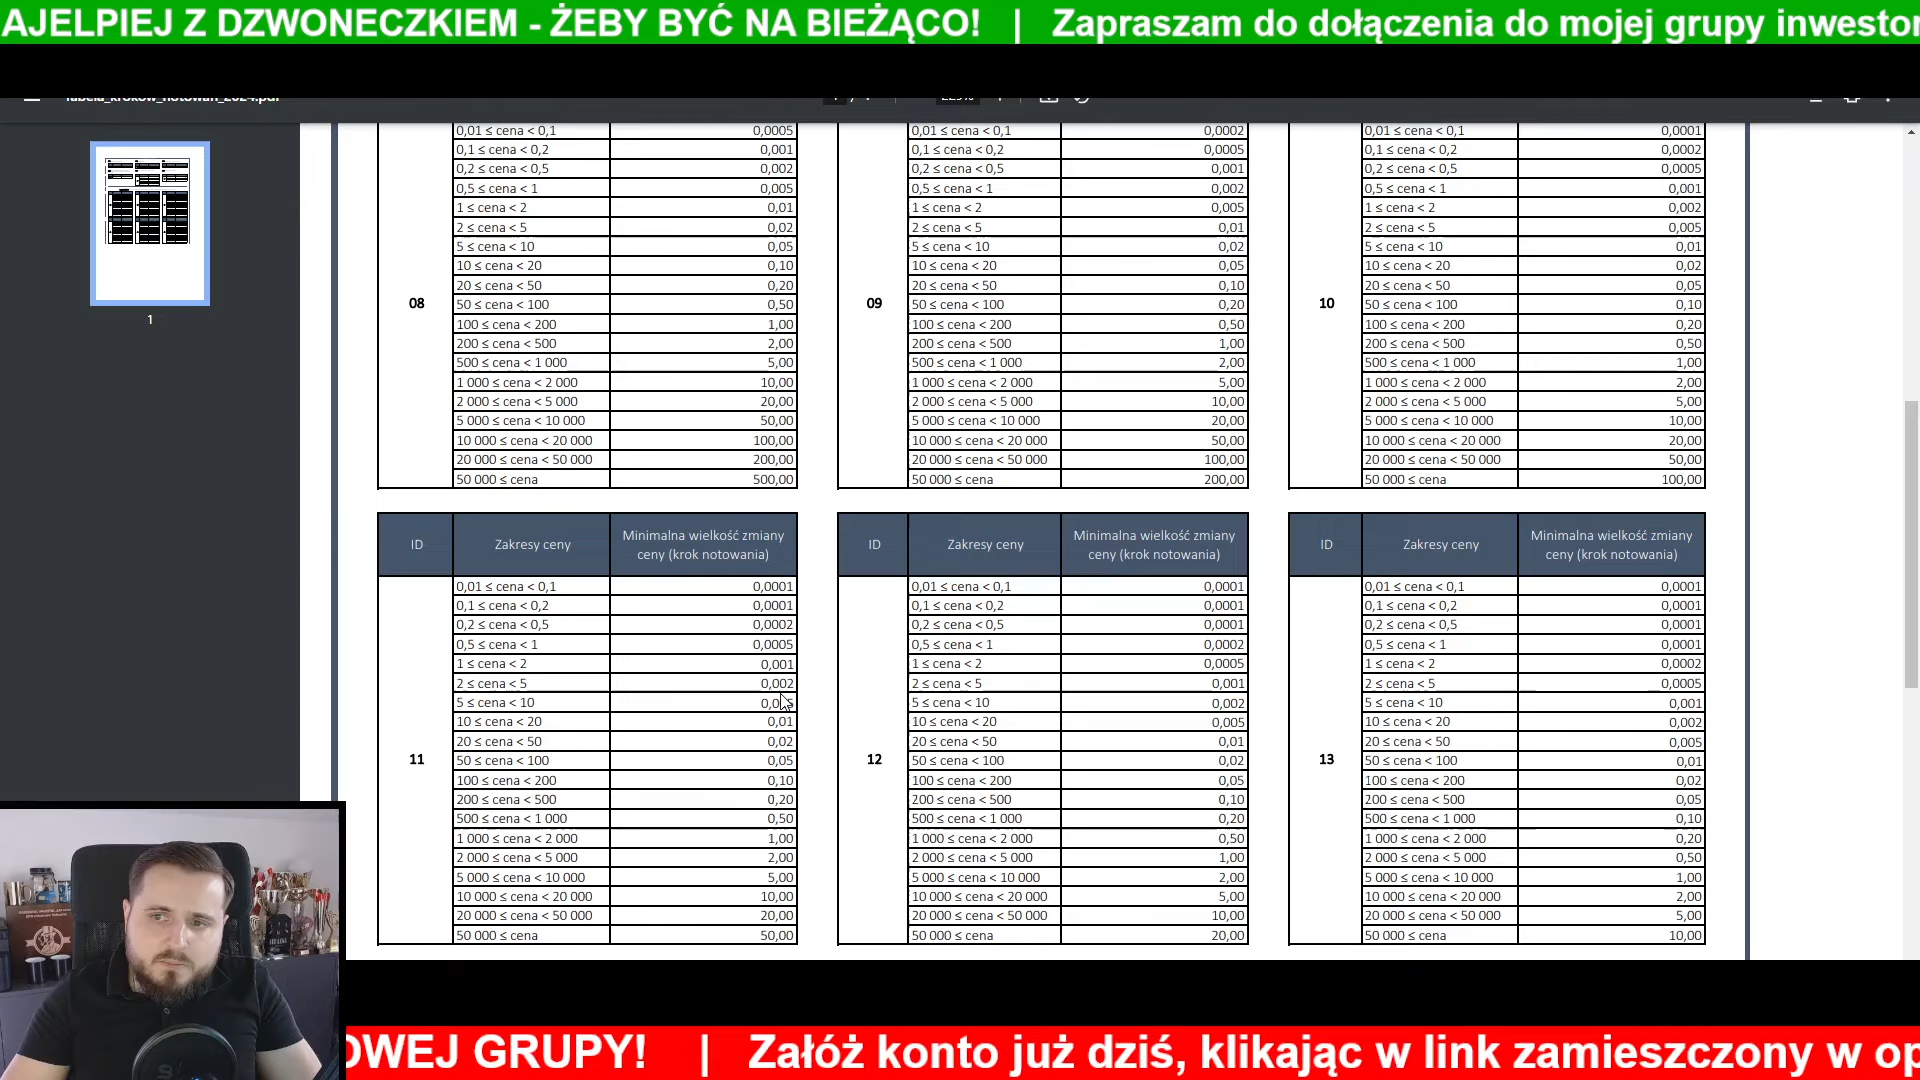 AJELPIEJ Z DZWONECZKIEM - ŻEBY BYĆ NA BIEŻĄCO! | Zapraszam do dołączenia do mojej grupy inwestor
1
08
0,01 ≤ cena < 0,1 0,0005
0,1 ≤ cena < 0,2 0,001
0,2 ≤ cena < 0,5 0,002
0,5 ≤ cena < 1 0,005
1 ≤ cena < 2 0,01
2 ≤ cena < 5 0,02
5 ≤ cena < 10 0,05
10 ≤ cena < 20 0,10
20 ≤ cena < 50 0,20
50 ≤ cena < 100 0,50
100 ≤ cena < 200 1,00
200 ≤ cena < 500 2,00
500 ≤ cena < 1 000 5,00
1 000 ≤ cena < 2 000 10,00
2 000 ≤ cena < 5 000 20,00
5 000 ≤ cena < 10 000 50,00
10 000 ≤ cena < 20 000 100,00
20 000 ≤ cena < 50 000 200,00
50 000 ≤ cena 500,00
09
0,01 ≤ cena < 0,1 0,0002
0,1 ≤ cena < 0,2 0,0005
0,2 ≤ cena < 0,5 0,001
0,5 ≤ cena < 1 0,002
1 ≤ cena < 2 0,005
2 ≤ cena < 5 0,01
5 ≤ cena < 10 0,02
10 ≤ cena < 20 0,05
20 ≤ cena < 50 0,10
50 ≤ cena < 100 0,20
100 ≤ cena < 200 0,50
200 ≤ cena < 500 1,00
500 ≤ cena < 1 000 2,00
1 000 ≤ cena < 2 000 5,00
2 000 ≤ cena < 5 000 10,00
5 000 ≤ cena < 10 000 20,00
10 000 ≤ cena < 20 000 50,00
20 000 ≤ cena < 50 000 100,00
50 000 ≤ cena 200,00
10
0,01 ≤ cena < 0,1 0,0001
0,1 ≤ cena < 0,2 0,0002
0,2 ≤ cena < 0,5 0,0005
0,5 ≤ cena < 1 0,001
1 ≤ cena < 2 0,002
2 ≤ cena < 5 0,005
5 ≤ cena < 10 0,01
10 ≤ cena < 20 0,02
20 ≤ cena < 50 0,05
50 ≤ cena < 100 0,10
100 ≤ cena < 200 0,20
200 ≤ cena < 500 0,50
500 ≤ cena < 1 000 1,00
1 000 ≤ cena < 2 000 2,00
2 000 ≤ cena < 5 000 5,00
5 000 ≤ cena < 10 000 10,00
10 000 ≤ cena < 20 000 20,00
20 000 ≤ cena < 50 000 50,00
50 000 ≤ cena 100,00
ID Zakresy ceny Minimalna wielkość zmiany
ceny (krok notowania)
11
0,01 ≤ cena < 0,1 0,0001
0,1 ≤ cena < 0,2 0,0001
0,2 ≤ cena < 0,5 0,0002
0,5 ≤ cena < 1 0,0005
1 ≤ cena < 2 0,001
2 ≤ cena < 5 0,002
5 ≤ cena < 10
10 ≤ cena < 20 0,01
20 ≤ cena < 50 0,02
50 ≤ cena < 100 0,05
100 ≤ cena < 200 0,10
200 ≤ cena < 500 0,20
500 ≤ cena < 1 000 0,50
1 000 ≤ cena < 2 000 1,00
2 000 ≤ cena < 5 000 2,00
5 000 ≤ cena < 10 000 5,00
10 000 ≤ cena < 20 000 10,00
20 000 ≤ cena < 50 000 20,00
50 000 ≤ cena 50,00
ID Zakresy ceny Minimalna wielkość zmiany
ceny (krok notowania)
12
0,01 ≤ cena < 0,1 0,0001
0,1 ≤ cena < 0,2 0,0001
0,2 ≤ cena < 0,5 0,0001
0,5 ≤ cena < 1 0,0002
1 ≤ cena < 2 0,0005
2 ≤ cena < 5 0,001
5 ≤ cena < 10 0,002
10 ≤ cena < 20 0,005
20 ≤ cena < 50 0,01
50 ≤ cena < 100 0,02
100 ≤ cena < 200 0,05
200 ≤ cena < 500 0,10
500 ≤ cena < 1 000 0,20
1 000 ≤ cena < 2 000 0,50
2 000 ≤ cena < 5 000 1,00
5 000 ≤ cena < 10 000 2,00
10 000 ≤ cena < 20 000 5,00
20 000 ≤ cena < 50 000 10,00
50 000 ≤ cena 20,00
ID Zakresy ceny Minimalna wielkość zmiany
ceny (krok notowania)
13
0,01 ≤ cena < 0,1 0,0001
0,1 ≤ cena < 0,2 0,0001
0,2 ≤ cena < 0,5 0,0001
0,5 ≤ cena < 1 0,0001
1 ≤ cena < 2 0,0002
2 ≤ cena < 5 0,0005
5 ≤ cena < 10 0,001
10 ≤ cena < 20 0,002
20 ≤ cena < 50 0,005
50 ≤ cena < 100 0,01
100 ≤ cena < 200 0,02
200 ≤ cena < 500 0,05
500 ≤ cena < 1 000 0,10
1 000 ≤ cena < 2 000 0,20
2 000 ≤ cena < 5 000 0,50
5 000 ≤ cena < 10 000 1,00
10 000 ≤ cena < 20 000 2,00
20 000 ≤ cena < 50 000 5,00
50 000 ≤ cena 10,00
OWEJ GRUPY! | Załóż konto już dziś, klikając w link zamieszczony w op